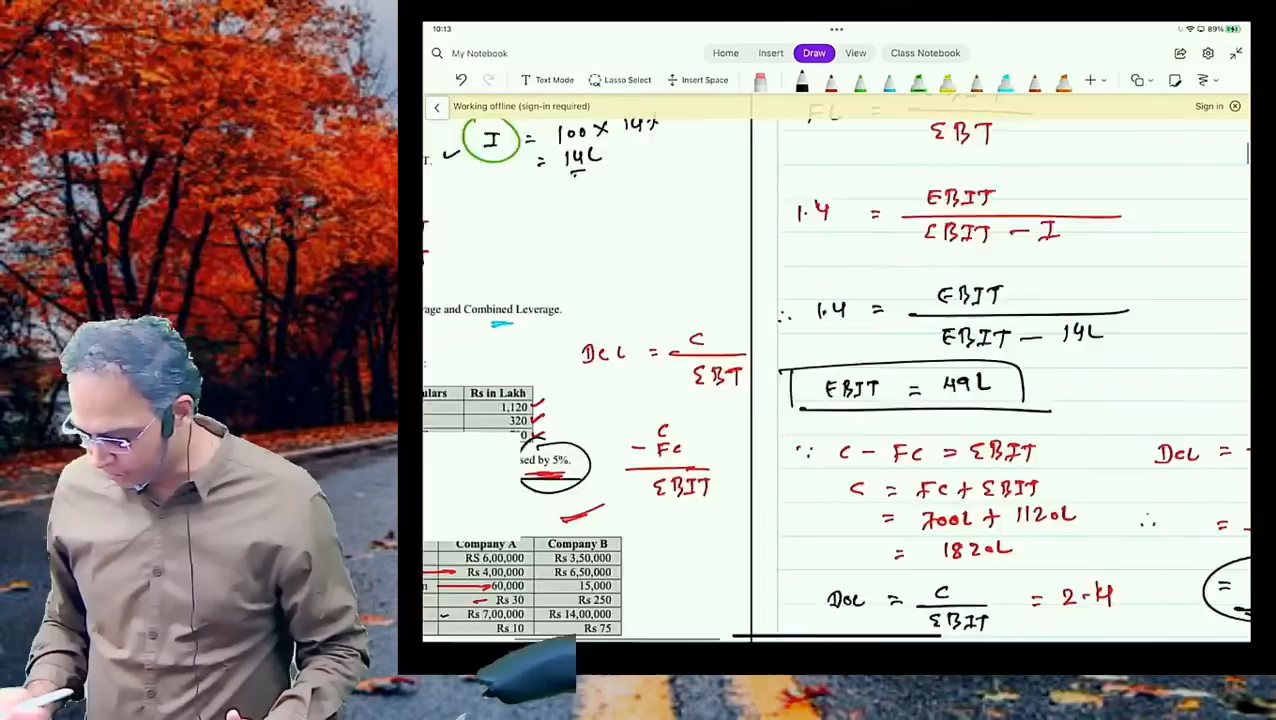 10:13
89%
My Notebook
Home Insert Draw View Class Notebook
Text Mode Lasso Select Insert Space
Working offline (sign-in required) Sign in
I = 100 x 14%
T.
= 14L
rage and Combined Leverage.
DCL = C / EBT
ulars Rs in Lakh
1,120
320
0
sed by 5%.
C
- FC
EBIT
Company A Company B
RS 6,00,000 Rs 3,50,000
Rs 4,00,000 Rs 6,50,000
n 60,000 15,000
Rs 30 Rs 250
Rs 7,00,000 Rs 14,00,000
Rs 10 Rs 75
FL =
EBT
1.4 = EBIT / EBIT - I
∴ 1.4 = EBIT / EBIT - 14L
EBIT = 49L
∵ C - FC = EBIT
C = FC + EBIT
= 700L + 1120L
= 1820L
DOL = C / EBIT
DCL =
∴ =
=